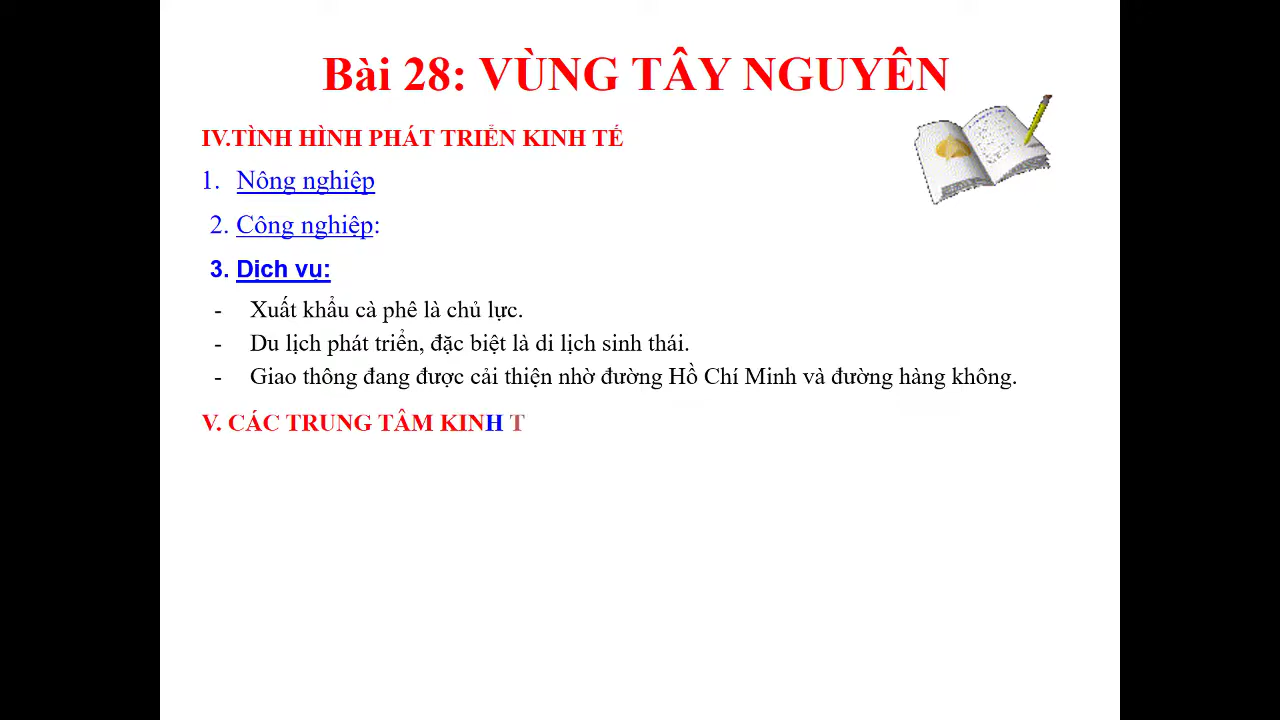 Bài 28: VÙNG TÂY NGUYÊN
IV.TÌNH HÌNH PHÁT TRIỂN KINH TẾ
1. Nông nghiệp
2. Công nghiệp:
3. Dịch vụ:
- Xuất khẩu cà phê là chủ lực.
- Du lịch phát triển, đặc biệt là di lịch sinh thái.
- Giao thông đang được cải thiện nhờ đường Hồ Chí Minh và đường hàng không.
V. CÁC TRUNG TÂM KINH T